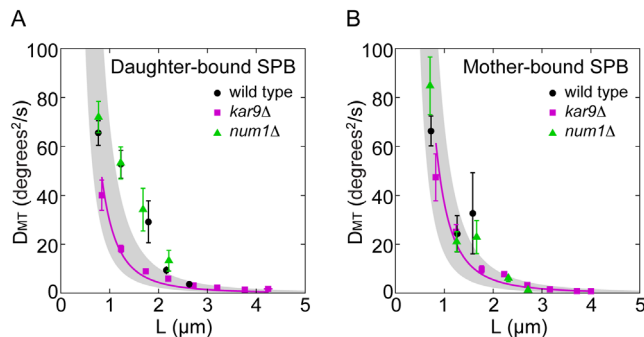 A
Daughter-bound SPB
wild type
kar9Δ
num1Δ
D_MT (degrees²/s)
100
80
60
40
20
0
0 1 2 3 4 5
L (μm)
B
Mother-bound SPB
wild type
kar9Δ
num1Δ
D_MT (degrees²/s)
100
80
60
40
20
0
0 1 2 3 4 5
L (μm)